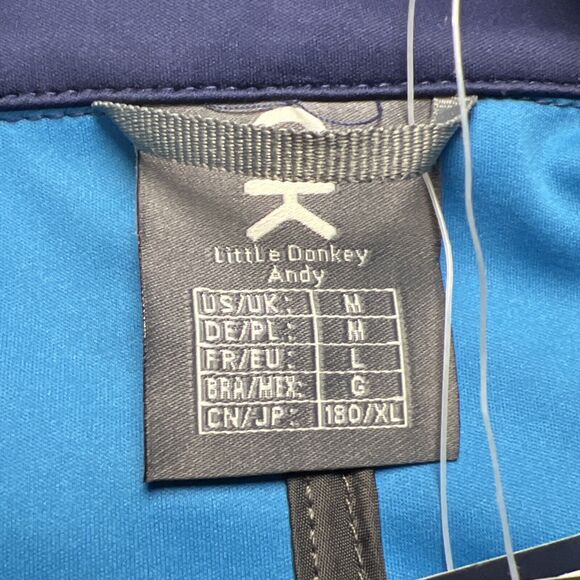 Little Donkey
Andy
US/UK: M
DE/PL: M
FR/EU: L
BRA/MEX: G
CN/JP: 180/XL